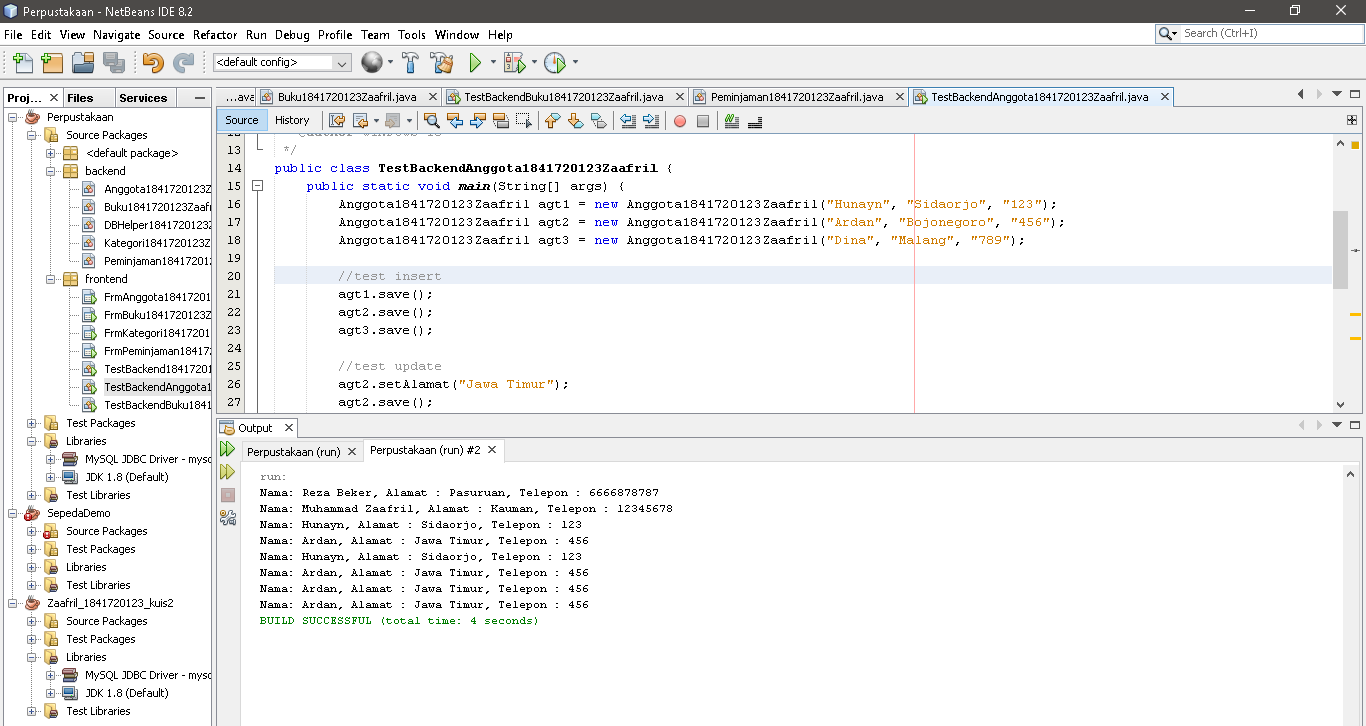 Perpustakaan - NetBeans IDE 8.2
File Edit View Navigate Source Refactor Run Debug Profile Team Tools Window Help
Search (Ctrl+I)
<default config>
Proj...
Files
Services
Perpustakaan
Source Packages
<default package>
backend
Anggota1841720123Z
Buku1841720123Zaafr
DBHelper1841720123
Kategori1841720123Z
Peminjaman1841720
frontend
FrmAnggota18417201
FrmBuku1841720123Z
FrmKategori18417201
FrmPeminjaman18417
TestBackend1841720
TestBackendAnggota1
TestBackendBuku1841
Test Packages
Libraries
MySQL JDBC Driver - mysq
JDK 1.8 (Default)
Test Libraries
SepedaDemo
Source Packages
Test Packages
Libraries
Test Libraries
Zaafril_1841720123_kuis2
Source Packages
Test Packages
Libraries
MySQL JDBC Driver - mysq
JDK 1.8 (Default)
Test Libraries
...ava
Buku1841720123Zaafril.java
TestBackendBuku1841720123Zaafril.java
Peminjaman1841720123Zaafril.java
TestBackendAnggota1841720123Zaafril.java
Source History
13 */
14 public class TestBackendAnggota1841720123Zaafril {
15 public static void main(String[] args) {
16 Anggota1841720123Zaafril agt1 = new Anggota1841720123Zaafril("Hunayn", "Sidaorjo", "123");
17 Anggota1841720123Zaafril agt2 = new Anggota1841720123Zaafril("Ardan", "Bojonegoro", "456");
18 Anggota1841720123Zaafril agt3 = new Anggota1841720123Zaafril("Dina", "Malang", "789");
19
20 //test insert
21 agt1.save();
22 agt2.save();
23 agt3.save();
24
25 //test update
26 agt2.setAlamat("Jawa Timur");
27 agt2.save();
Output
Perpustakaan (run)
Perpustakaan (run) #2
run:
Nama: Reza Beker, Alamat : Pasuruan, Telepon : 6666878787
Nama: Muhammad Zaafril, Alamat : Kauman, Telepon : 12345678
Nama: Hunayn, Alamat : Sidaorjo, Telepon : 123
Nama: Ardan, Alamat : Jawa Timur, Telepon : 456
Nama: Hunayn, Alamat : Sidaorjo, Telepon : 123
Nama: Ardan, Alamat : Jawa Timur, Telepon : 456
Nama: Ardan, Alamat : Jawa Timur, Telepon : 456
Nama: Ardan, Alamat : Jawa Timur, Telepon : 456
BUILD SUCCESSFUL (total time: 4 seconds)